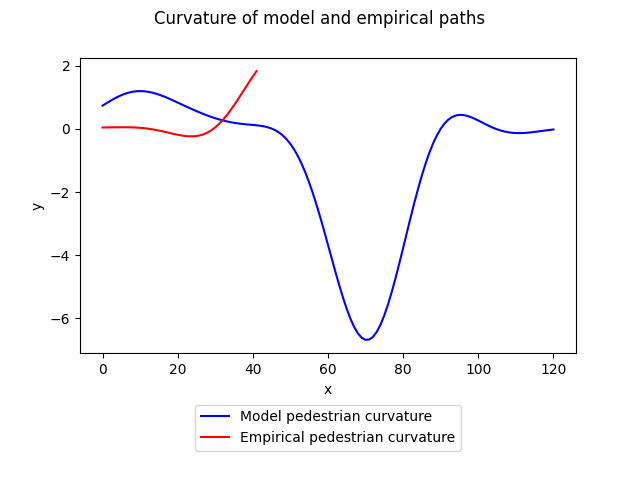 Curvature of model and empirical paths
2
0
−2
−4
−6
y
0 20 40 60 80 100 120
x
Model pedestrian curvature
Empirical pedestrian curvature